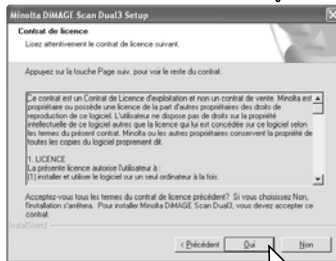 Minolta DiMAGE Scan Dual3 Setup
Contrat de licence
Lisez attentivement le contrat de licence suivant.
Appuyez sur la touche Page suiv. pour voir le reste du contrat.
Ce contrat est un Contrat de Licence d'exploitation et non un contrat de vente. Minolta est
propriétaire ou possède une licence de la part d'autres propriétaires des droits de
reproduction de ce logiciel. L'utilisateur ne dispose pas de droits sur la propriété
intellectuelle de ce logiciel autres que la licence qui lui est concédée sur ce logiciel selon
les termes du présent contrat. Minolta ou les autres propriétaires conservent la propriété de
toutes les copies du logiciel proprement dit.
1. LICENCE
La présente licence autorise l'utilisateur à :
(1) installer et utiliser le logiciel sur un seul ordinateur à la fois.
Acceptez-vous tous les termes du contrat de licence précédent? Si vous choisissez Non,
l'installation s'arrêtera. Pour installer Minolta DiMAGE Scan Dual3, vous devez accepter ce
contrat.
InstallShield
< Précédent
Oui
Non